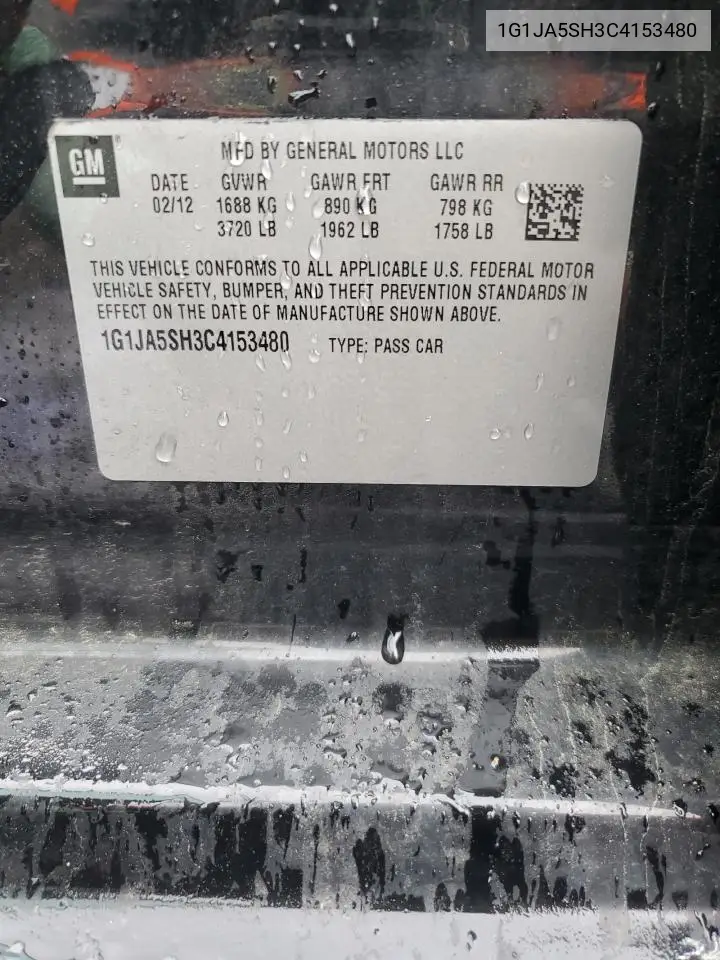 1G1JA5SH3C4153480
GM ® MFD BY GENERAL MOTORS LLC
DATE GVWR GAWR FRT GAWR RR
02/12 1688 KG 890 KG 798 KG
3720 LB 1962 LB 1758 LB
THIS VEHICLE CONFORMS TO ALL APPLICABLE U.S. FEDERAL MOTOR
VEHICLE SAFETY, BUMPER, AND THEFT PREVENTION STANDARDS IN
EFFECT ON THE DATE OF MANUFACTURE SHOWN ABOVE.
1G1JA5SH3C4153480 TYPE: PASS CAR